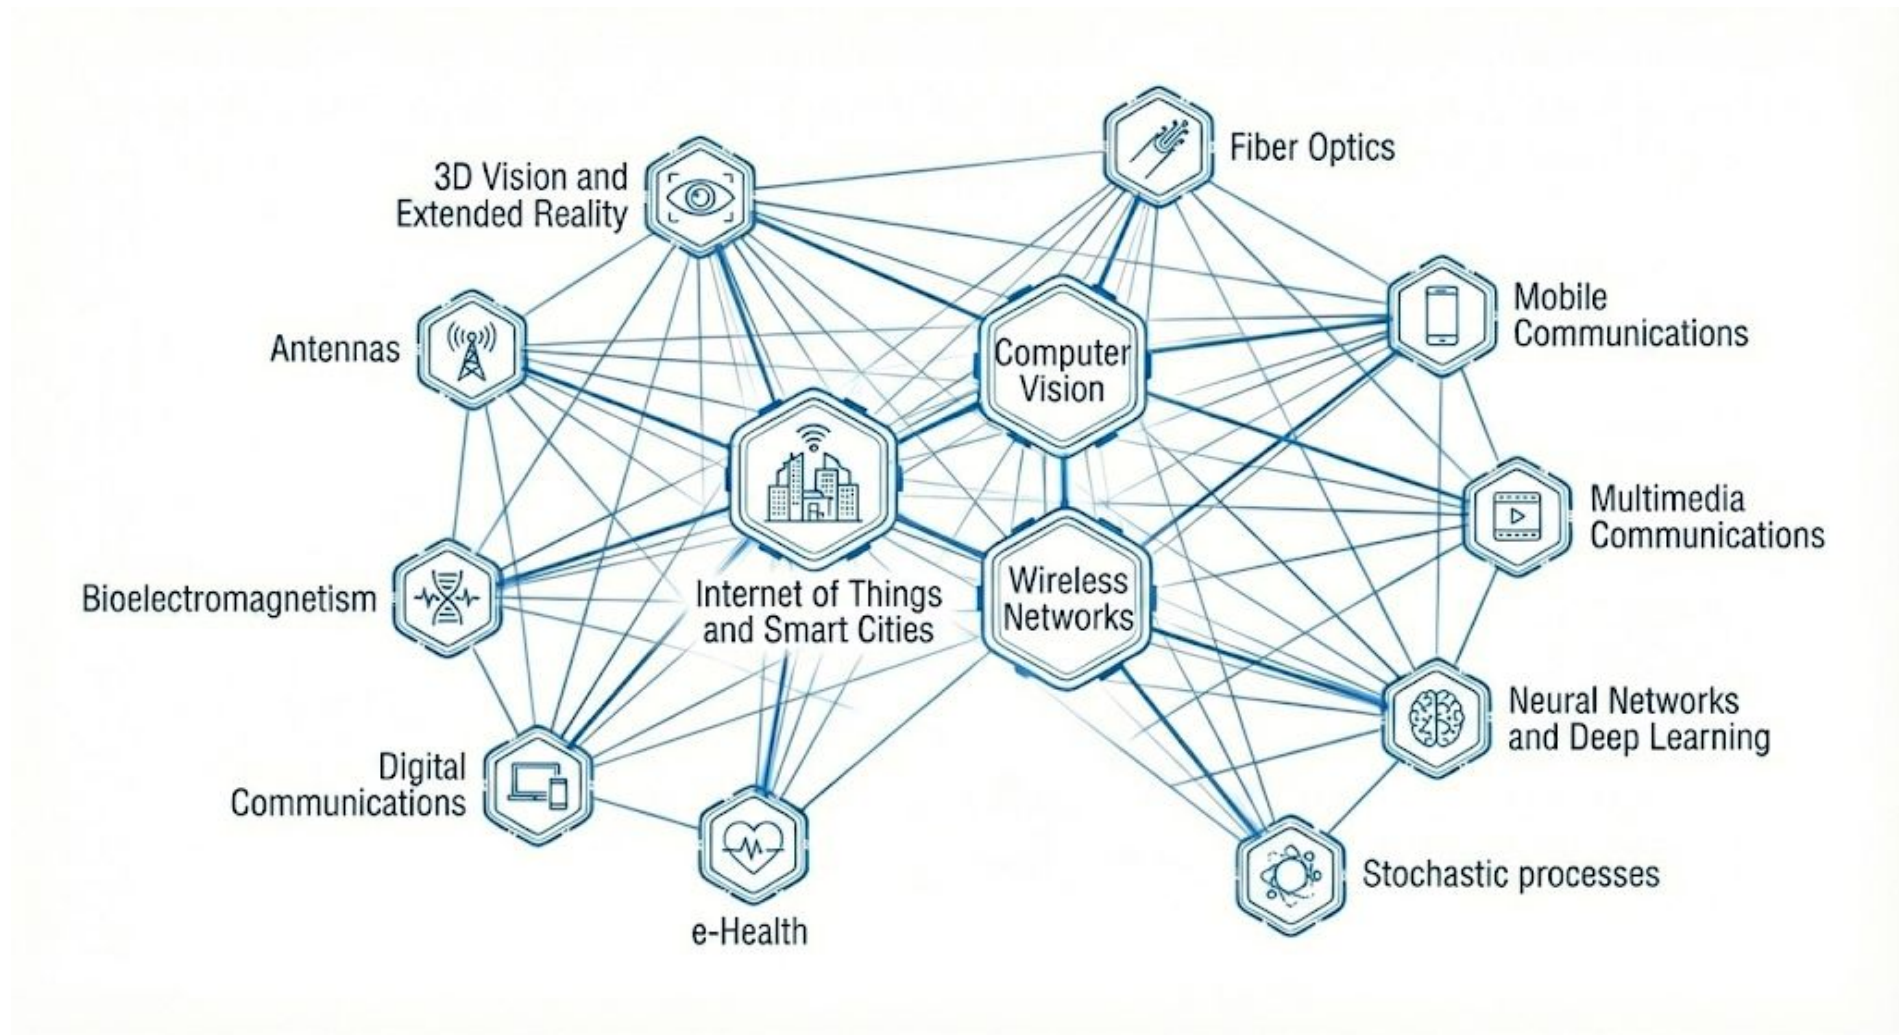 Fiber Optics
3D Vision and
Extended Reality
Mobile
Communications
Antennas
Computer
Vision
Multimedia
Communications
Bioelectromagnetism
Internet of Things
and Smart Cities
Wireless
Networks
Neural Networks
and Deep Learning
Digital
Communications
Stochastic processes
e-Health